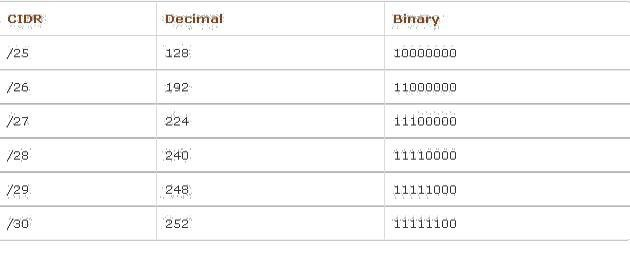 CIDR Decimal Binary
/25 128 10000000
/26 192 11000000
/27 224 11100000
/28 240 11110000
/29 248 11111000
/30 252 11111100